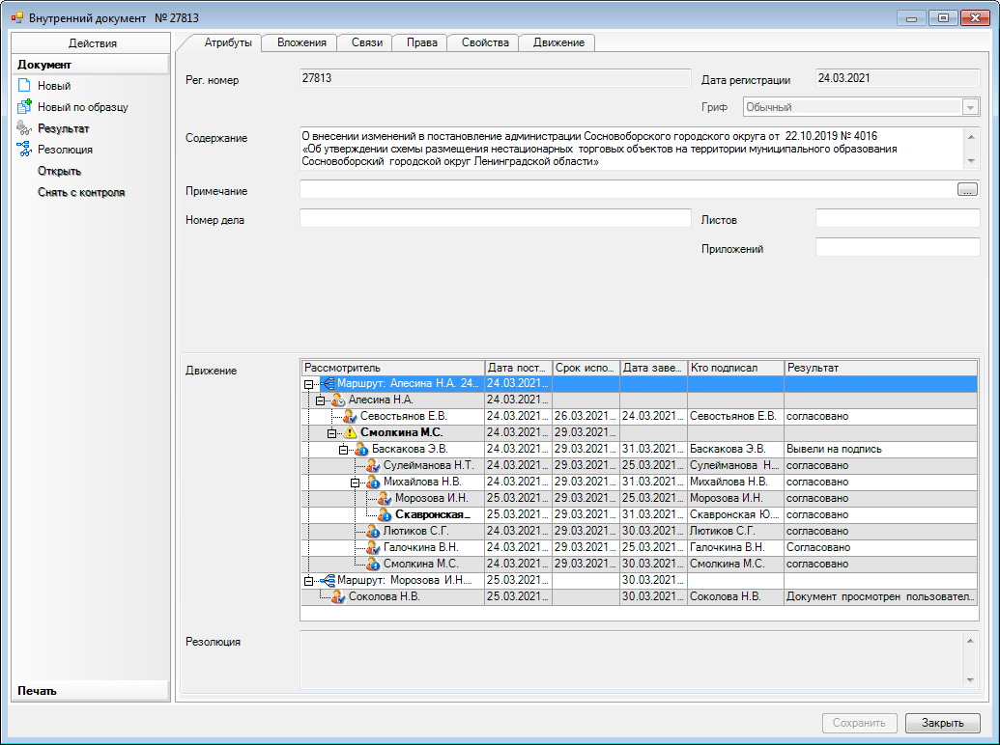 Внутренний документ № 27813
Действия
Документ
Новый
Новый по образцу
Результат
Резолюция
Открыть
Снять с контроля
Печать
Атрибуты Вложения Связи Права Свойства Движение
Рег. номер 27813 Дата регистрации 24.03.2021
Гриф Обычный
Содержание О внесении изменений в постановление администрации Сосновоборского городского округа от 22.10.2019 № 4016
«Об утверждении схемы размещения нестационарных торговых объектов на территории муниципального образования
Сосновоборский городской округ Ленинградской области»
Примечание ...
Номер дела Листов
Приложений
Движение
Рассмотритель Дата пост... Срок испо... Дата заве... Кто подписал Результат
Маршрут: Алесина Н.А. 24... 24.03.2021...
Алесина Н.А. 24.03.2021...
Севостьянов Е.В. 24.03.2021... 26.03.2021... 24.03.2021... Севостьянов Е.В. согласовано
Смолкина М.С. 24.03.2021... 29.03.2021...
Баскакова Э.В. 24.03.2021... 29.03.2021... 31.03.2021... Баскакова Э.В. Вывели на подпись
Сулейманова Н.Т. 24.03.2021... 29.03.2021... 25.03.2021... Сулейманова Н... согласовано
Михайлова Н.В. 24.03.2021... 29.03.2021... 31.03.2021... Михайлова Н.В. согласовано
Морозова И.Н. 25.03.2021... 29.03.2021... 25.03.2021... Морозова И.Н. согласовано
Скавронская... 25.03.2021... 29.03.2021... 31.03.2021... Скавронская Ю.... согласовано
Лютиков С.Г. 24.03.2021... 29.03.2021... 30.03.2021... Лютиков С.Г. согласовано
Галочкина В.Н. 24.03.2021... 29.03.2021... 25.03.2021... Галочкина В.Н. Согласовано
Смолкина М.С. 24.03.2021... 29.03.2021... 30.03.2021... Смолкина М.С. согласовано
Маршрут: Морозова И.Н.... 25.03.2021... 30.03.2021...
Соколова Н.В. 25.03.2021... 30.03.2021... Соколова Н.В. Документ просмотрен пользовател...
Резолюция
Сохранить Закрыть